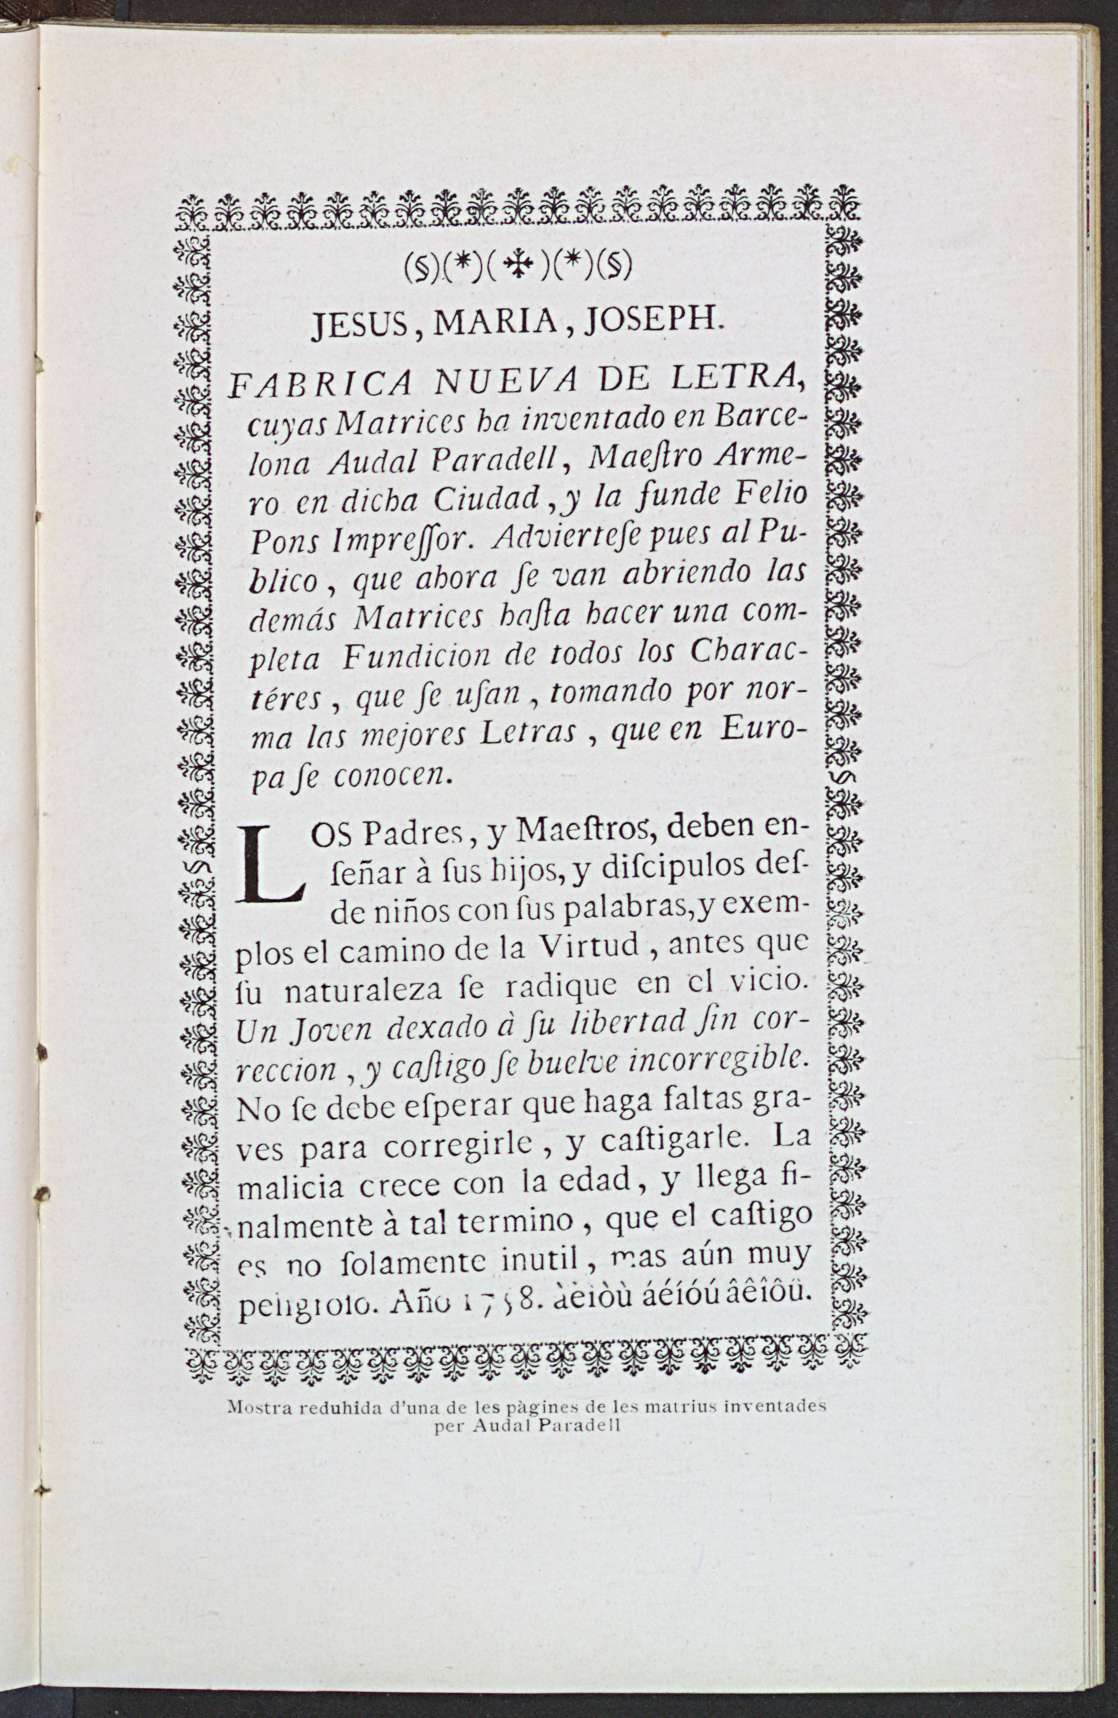 (§)(*)(✣)(*)(§)
JESUS, MARIA, JOSEPH.
FABRICA NUEVA DE LETRA,
cuyas Matrices ha inventado en Barce-
lona Audal Paradell, Maeſtro Arme-
ro en dicha Ciudad, y la funde Felio
Pons Impreſſor. Advierteſe pues al Pu-
blico, que ahora ſe van abriendo las
demás Matrices haſta hacer una com-
pleta Fundicion de todos los Charac-
téres, que ſe uſan, tomando por nor-
ma las mejores Letras, que en Euro-
pa ſe conocen.
LOS Padres, y Maeſtros, deben en-
ſeñar à ſus hijos, y diſcipulos deſ-
de niños con ſus palabras, y exem-
plos el camino de la Virtud, antes que
ſu naturaleza ſe radique en el vicio.
Un Joven dexado à ſu libertad ſin cor-
reccion, y caſtigo ſe buelve incorregible.
No ſe debe eſperar que haga faltas gra-
ves para corregirle, y caſtigarle. La
malicia crece con la edad, y llega fi-
nalmente à tal termino, que el caſtigo
es no ſolamente inutil, mas aún muy
peligroſo. Año 1758. àèìòù áéíóú âêîôû.
Mostra reduhida d'una de les pàgines de les matrius inventades
per Audal Paradell